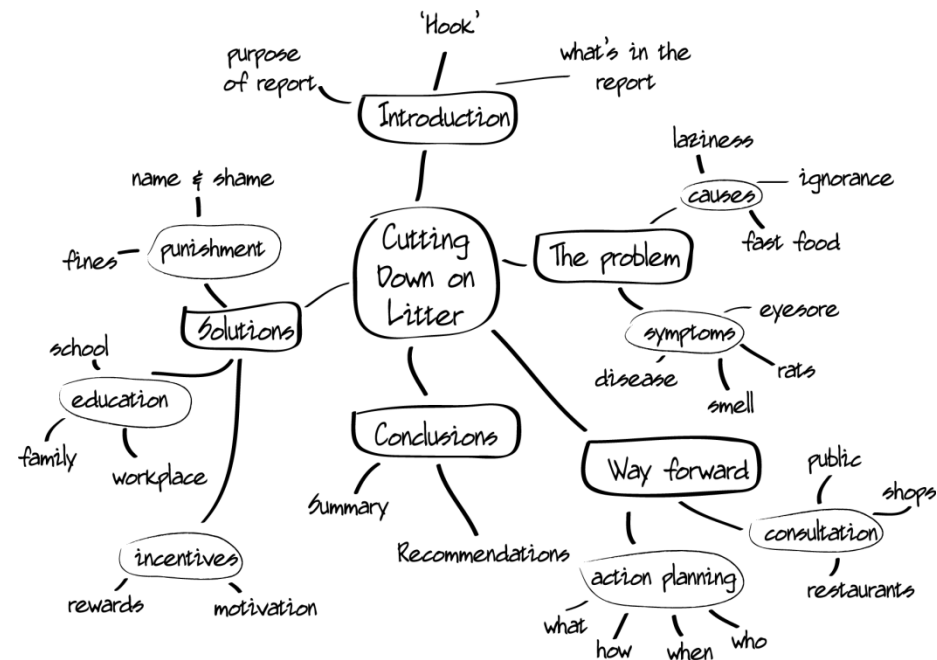 'Hook'
purpose
of report
what's in the
report
Introduction
laziness
ignorance
causes
fast food
name & shame
punishment
fines
Cutting
Down on
Litter
The problem
Solutions
eyesore
symptoms
rats
disease
smell
school
education
family
workplace
Conclusions
Summary
Recommendations
Way forward
public
shops
consultation
restaurants
incentives
rewards
motivation
action planning
what
how
when
who